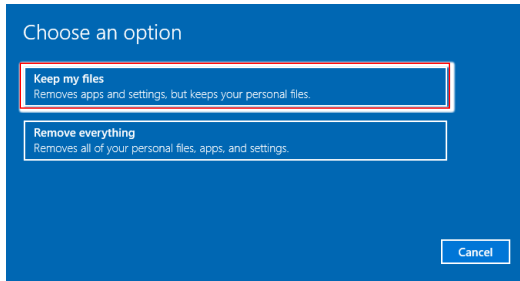 Choose an option
Keep my files
Removes apps and settings, but keeps your personal files.
Remove everything
Removes all of your personal files, apps, and settings.
Cancel